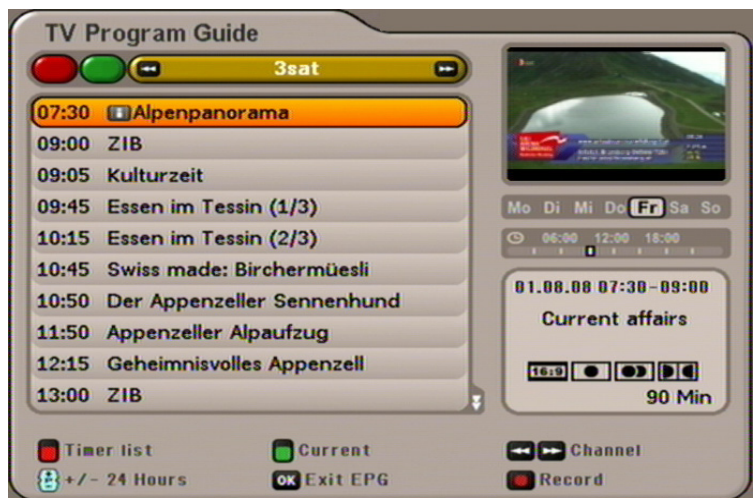 TV Program Guide
3sat
07:30 Alpenpanorama
09:00 ZIB
09:05 Kulturzeit
09:45 Essen im Tessin (1/3)
10:15 Essen im Tessin (2/3)
10:45 Swiss made: Birchermüesli
10:50 Der Appenzeller Sennenhund
11:50 Appenzeller Alpaufzug
12:15 Geheimnisvolles Appenzell
13:00 ZIB
Mo Di Mi Do Fr Sa So
06:00 12:00 18:00
01.08.08 07:30-09:00
Current affairs
16:9
90 Min
Timer list
Current
Channel
+/- 24 Hours
OK Exit EPG
Record